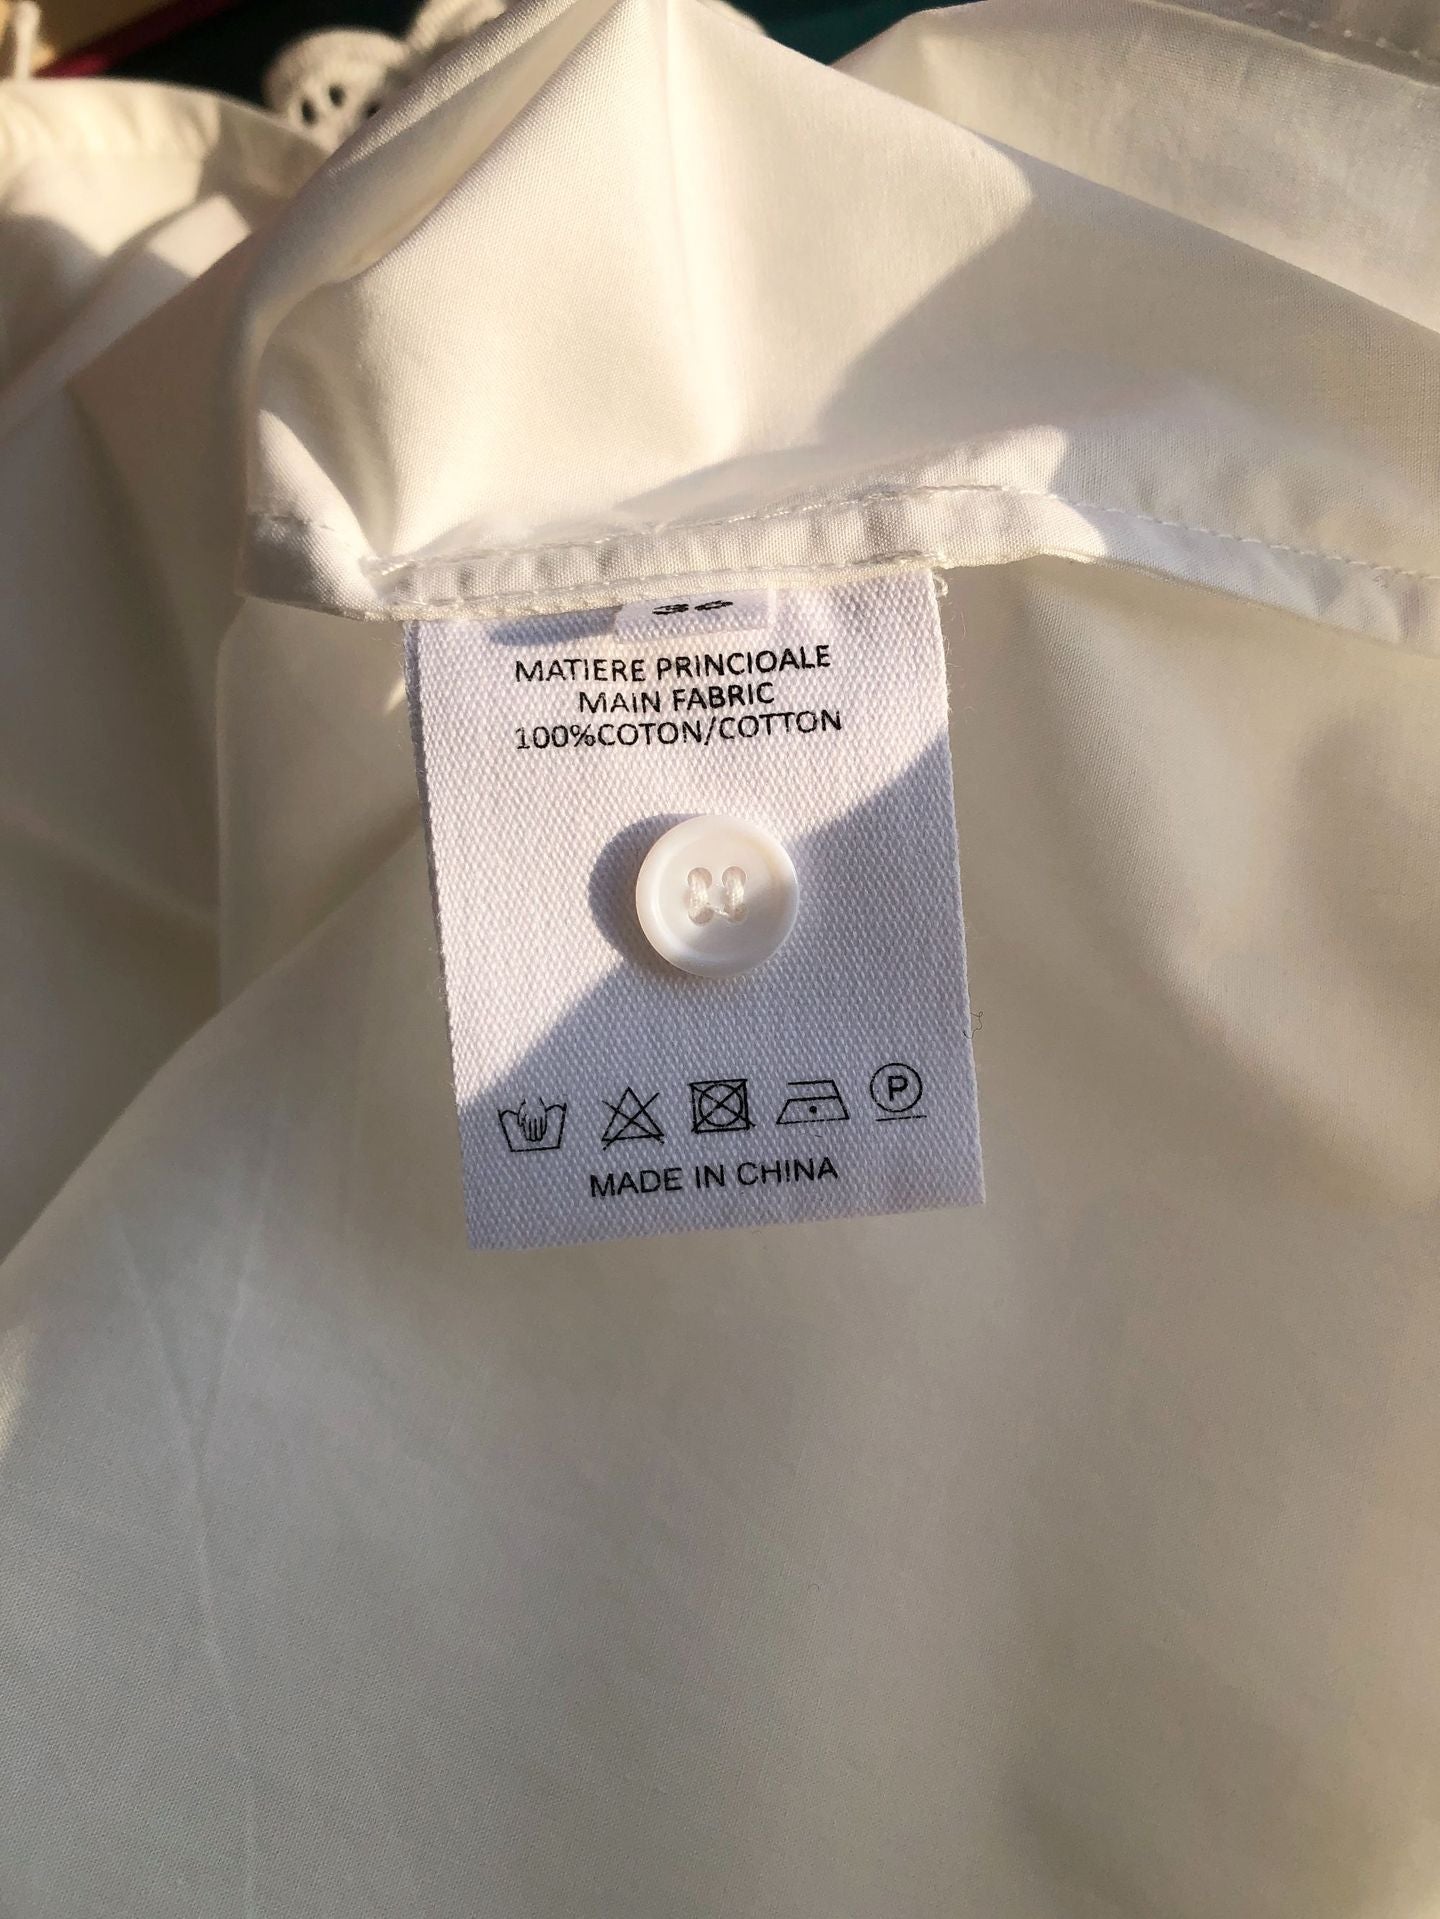 MATIERE PRINCIOALE
MAIN FABRIC
100%COTON/COTTON
P
MADE IN CHINA